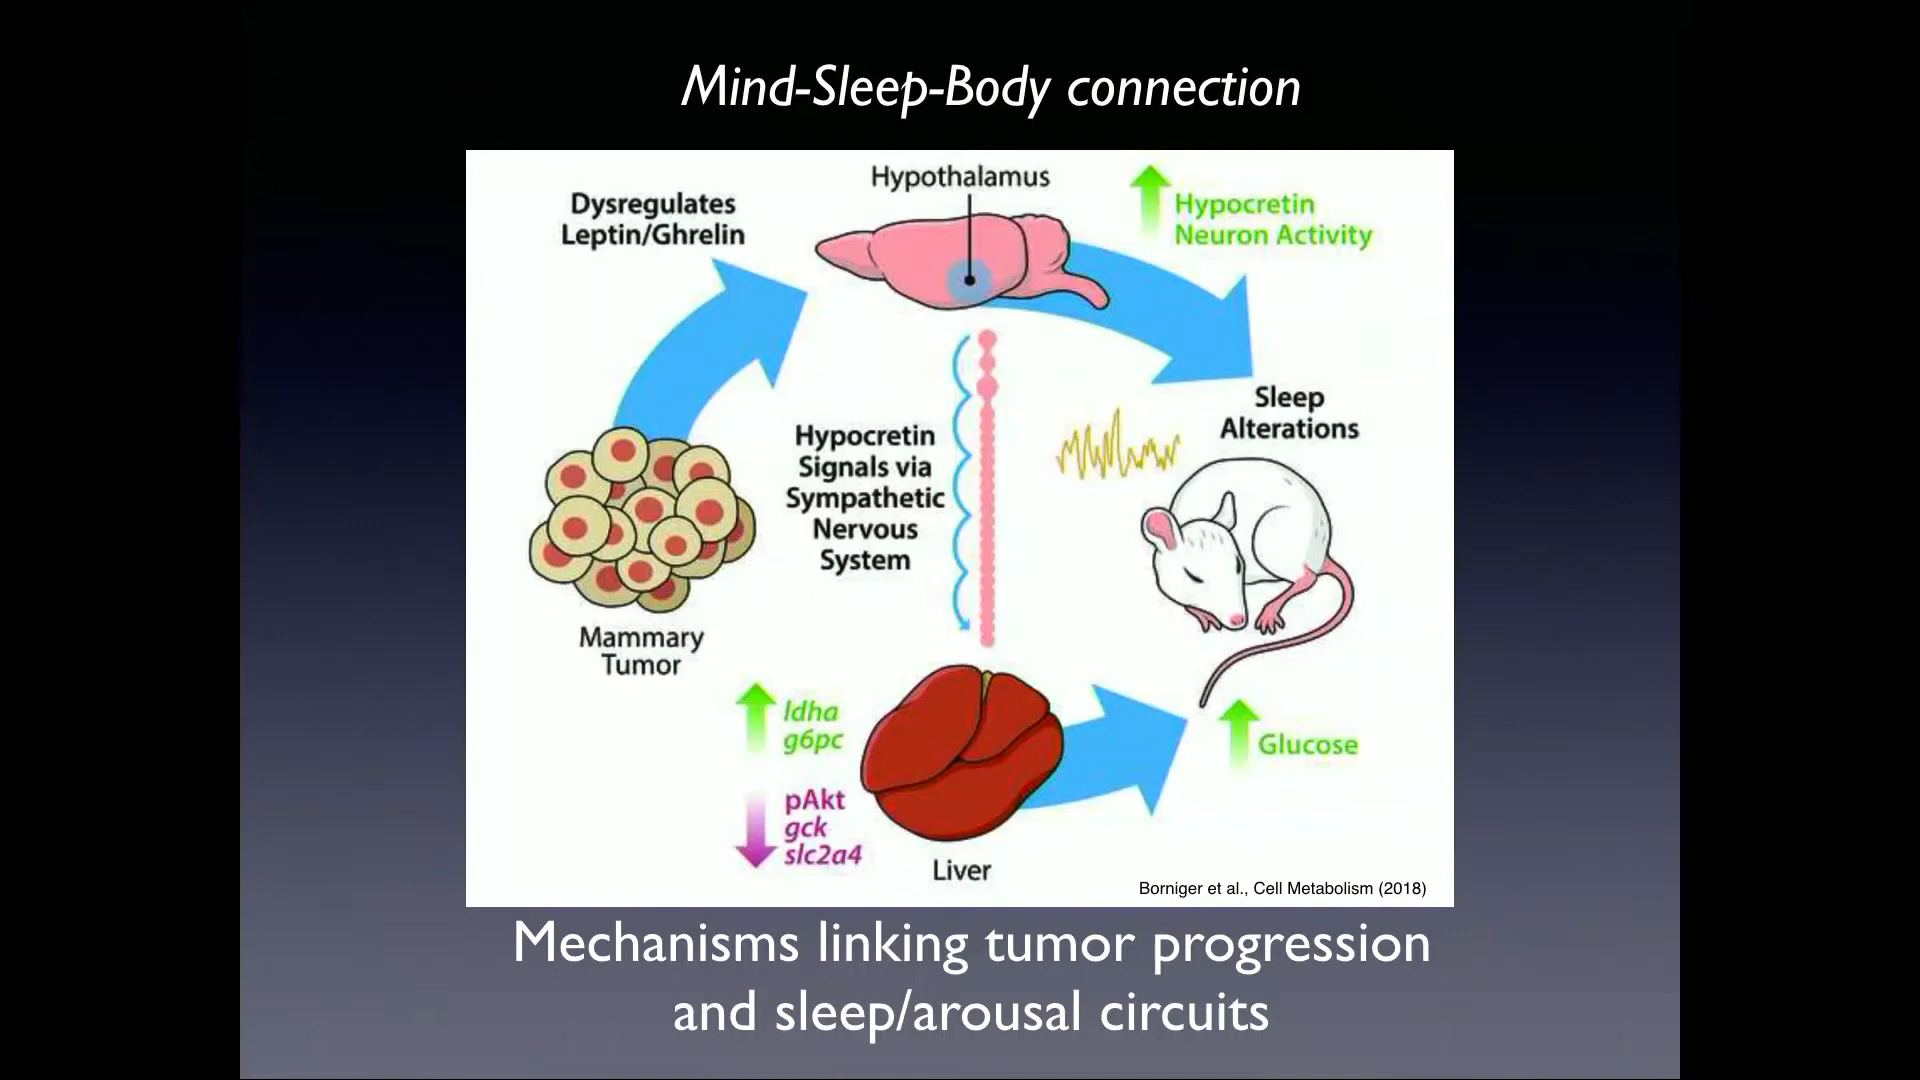 Mind-Sleep-Body connection
Dysregulates
Leptin/Ghrelin
Hypothalamus
Hypocretin
Neuron Activity
Sleep
Alterations
Hypocretin
Signals via
Sympathetic
Nervous
System
Mammary
Tumor
ldha
g6pc
pAkt
gck
slc2a4
Liver
Glucose
Borniger et al., Cell Metabolism (2018)
Mechanisms linking tumor progression
and sleep/arousal circuits